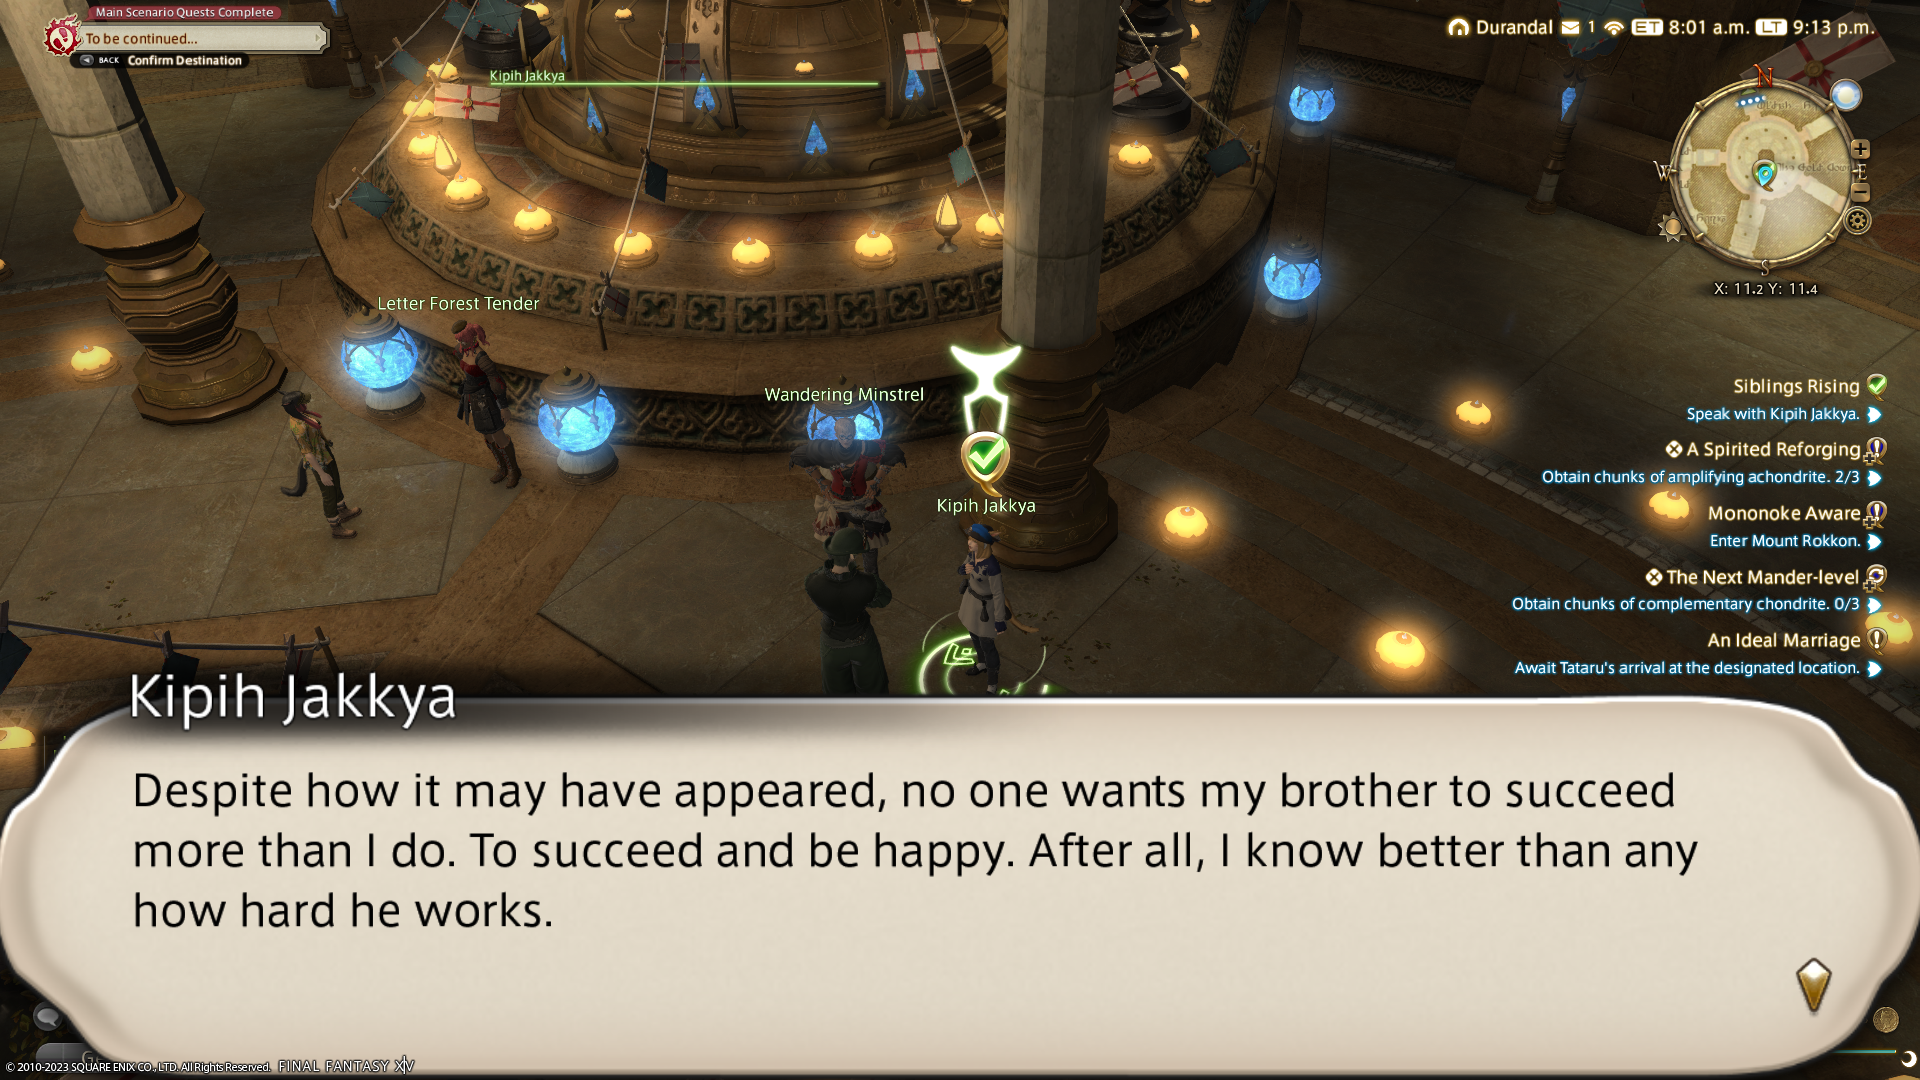 Main Scenario Quests Complete
To be continued...
BACK Confirm Destination
Durandal 1 ET 8:01 a.m. LT 9:13 p.m.
Kipih Jakkya
N
W
E
S
X: 11.2 Y: 11.4
Letter Forest Tender
Wandering Minstrel
Kipih Jakkya
Siblings Rising
Speak with Kipih Jakkya.
A Spirited Reforging
Obtain chunks of amplifying achondrite. 2/3
Mononoke Aware
Enter Mount Rokkon.
The Next Mander-level
Obtain chunks of complementary chondrite. 0/3
An Ideal Marriage
Await Tataru's arrival at the designated location.
Kipih Jakkya
Despite how it may have appeared, no one wants my brother to succeed
more than I do. To succeed and be happy. After all, I know better than any
how hard he works.
© 2010-2023 SQUARE ENIX CO., LTD. All Rights Reserved. FINAL FANTASY XIV